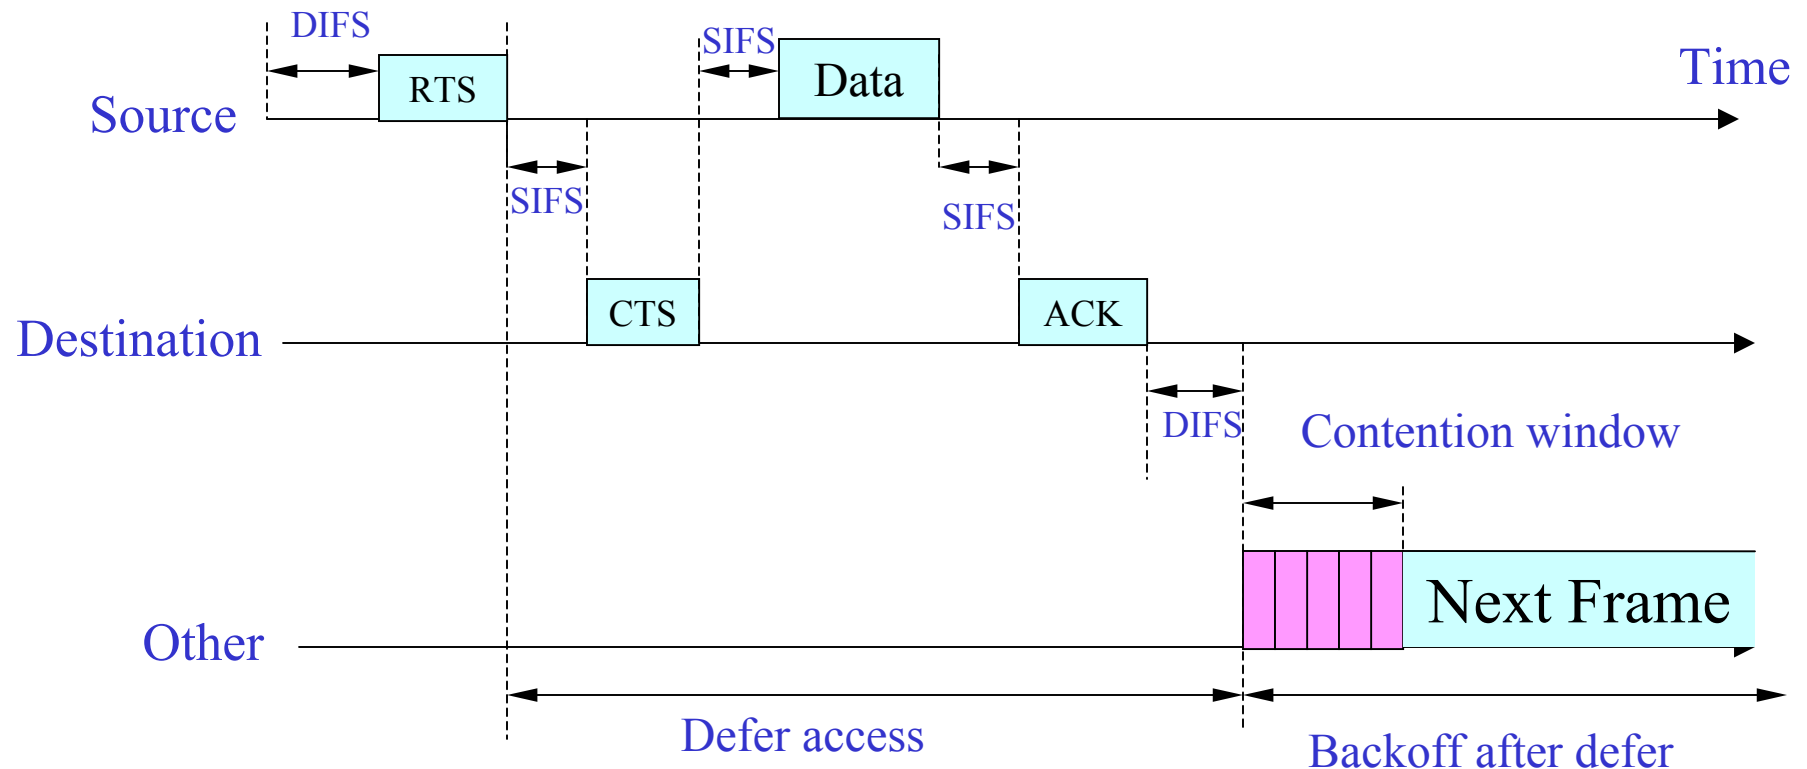 DIFS
SIFS
Time
RTS
Data
Source
SIFS
SIFS
CTS
ACK
Destination
DIFS
Contention window
Next Frame
Other
Defer access
Backoff after defer